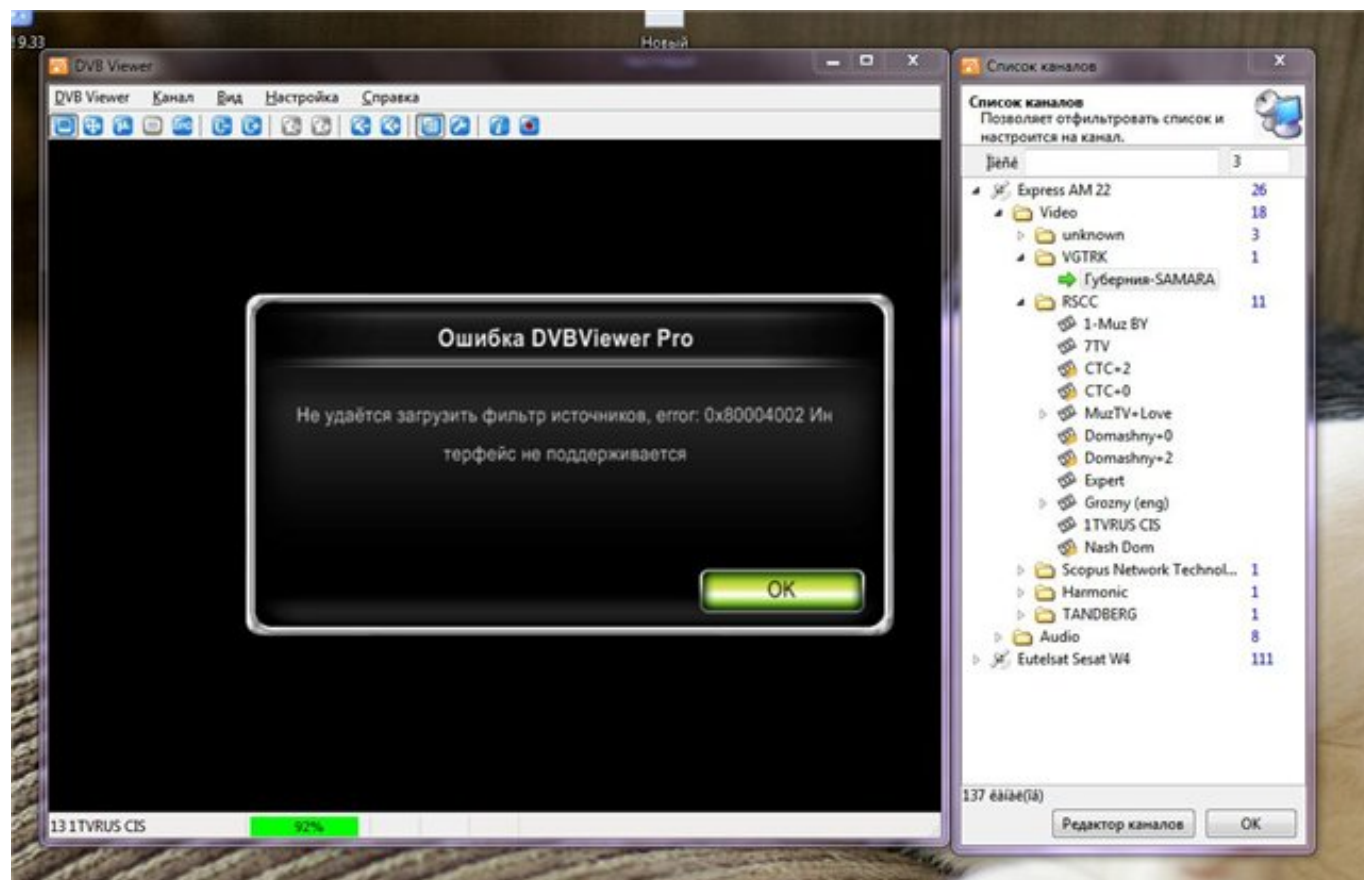 19.33
Новый
DVB Viewer
DVB Viewer Канал Вид Настройка Справка
Ошибка DVBViewer Pro
Не удаётся загрузить фильтр источников, error: 0x80004002 Ин
терфейс не поддерживается
OK
13 1TVRUS CIS 92%
Список каналов
Список каналов
Позволяет отфильтровать список и
настроится на канал.
3
Express AM 22 26
Video 18
unknown 3
VGTRK 1
Губерния-SAMARA
RSCC 11
1-Muz BY
7TV
CTC+2
CTC+0
MuzTV+Love
Domashny+0
Domashny+2
Expert
Grozny (eng)
1TVRUS CIS
Nash Dom
Scopus Network Technol... 1
Harmonic 1
TANDBERG 1
Audio 8
Eutelsat Sesat W4 111
137
Редактор каналов OK